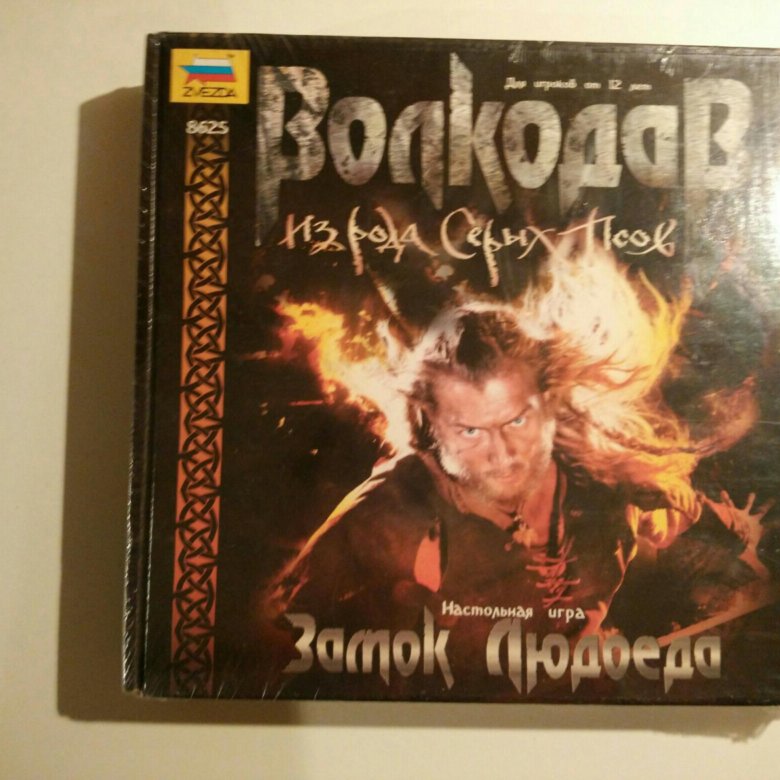 ZVEZDA
8625
Для игроков от 12 лет
Волкодав
из рода Серых Псов
Настольная игра
Замок Людоеда